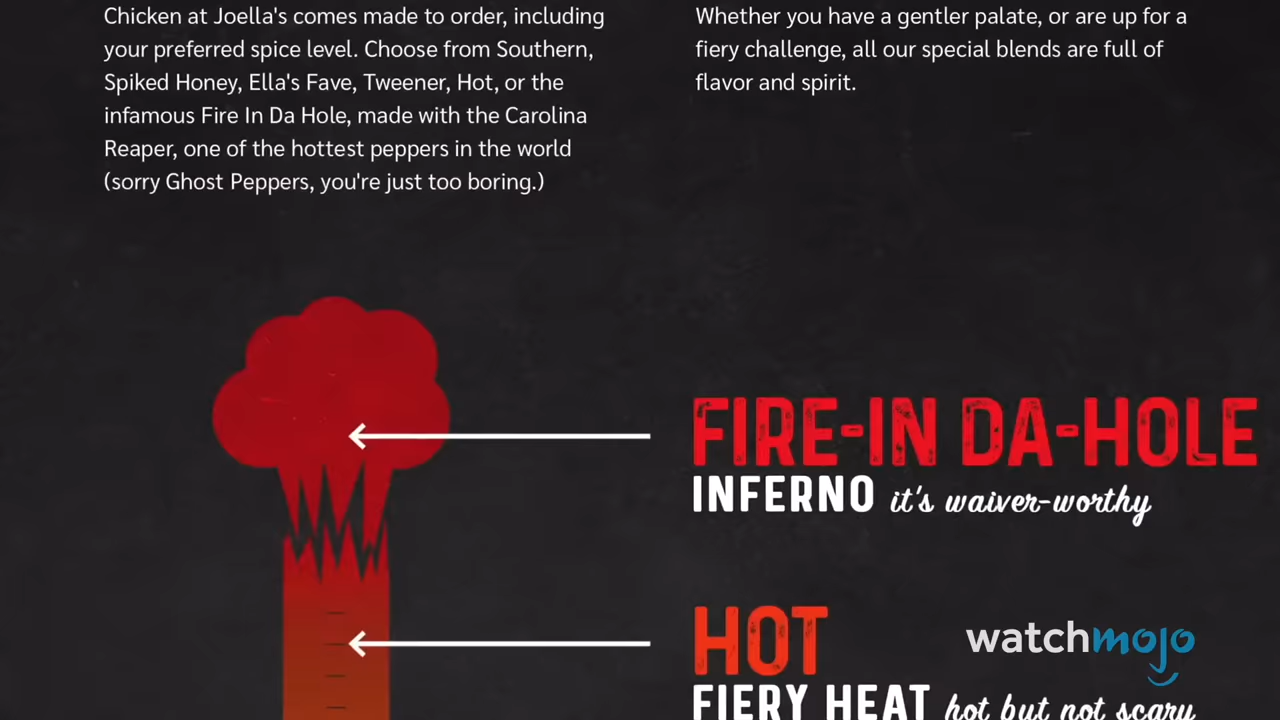 Chicken at Joella's comes made to order, including
your preferred spice level. Choose from Southern,
Spiked Honey, Ella's Fave, Tweener, Hot, or the
infamous Fire In Da Hole, made with the Carolina
Reaper, one of the hottest peppers in the world
(sorry Ghost Peppers, you're just too boring.)
Whether you have a gentler palate, or are up for a
fiery challenge, all our special blends are full of
flavor and spirit.
FIRE-IN DA-HOLE
INFERNO it's waiver-worthy
HOT
watchmojo
FIERY HEAT hot but not scary